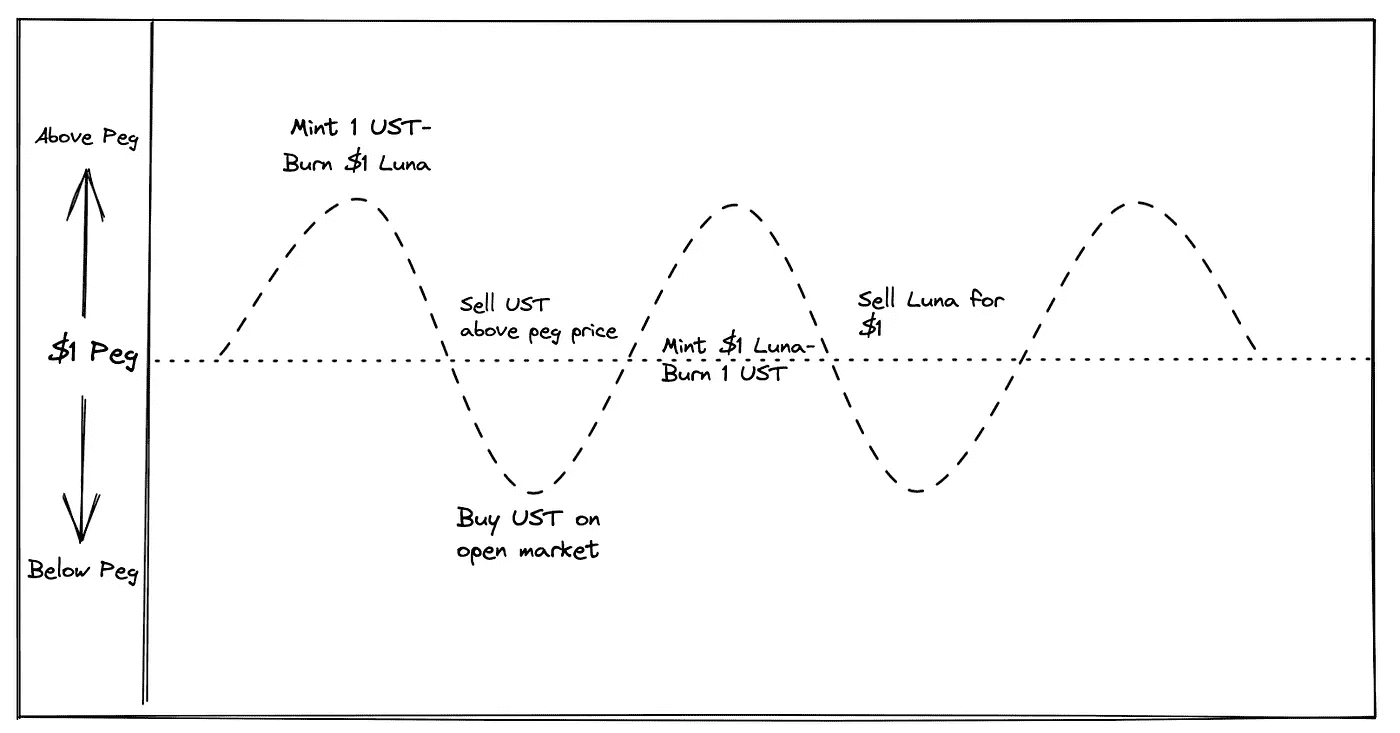 Above Peg
$1 Peg
Below Peg
Mint 1 UST-
Burn $1 Luna
Sell UST
above peg price
Buy UST on
open market
Mint $1 Luna-
Burn 1 UST
Sell Luna for
$1